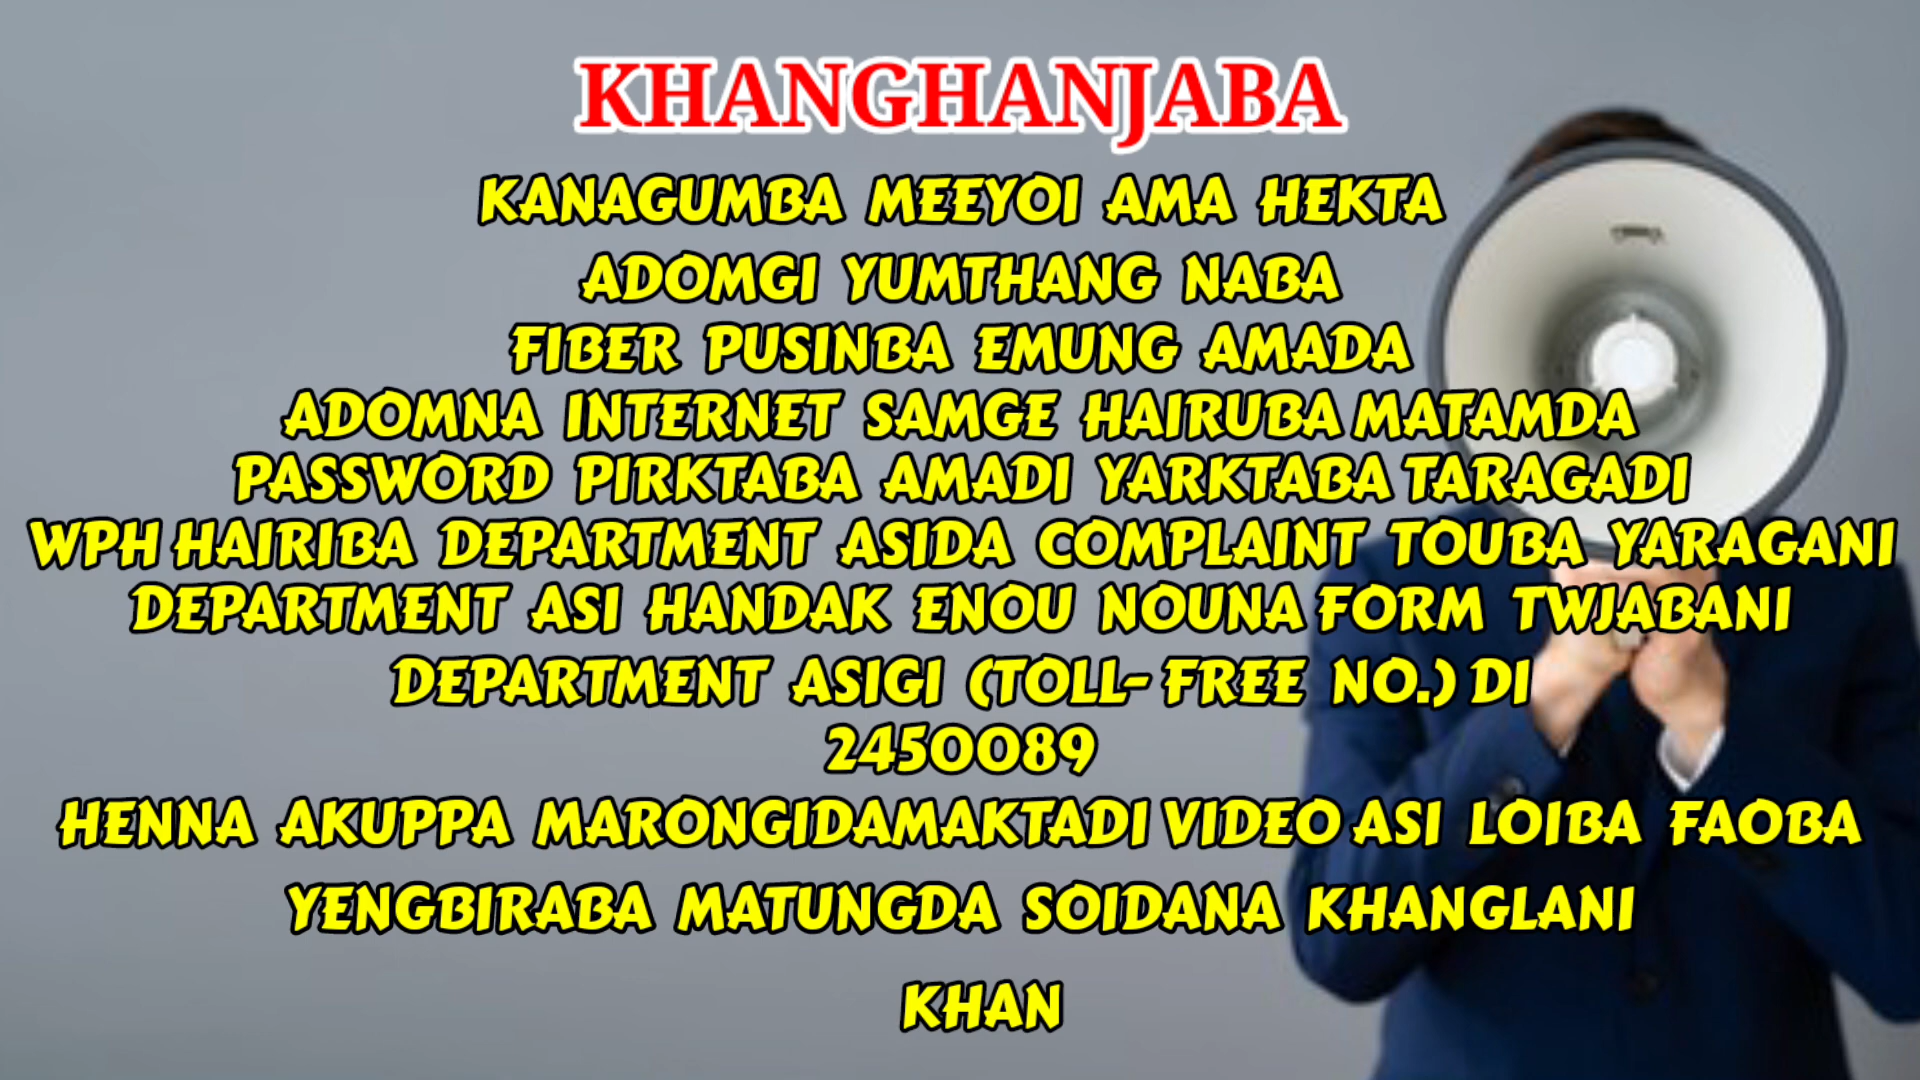 KHANGHANJABA
KANAGUMBA MEEYOI AMA HEKTA
ADOMGI YUMTHANG NABA
FIBER PUSINBA EMUNG AMADA
ADOMNA INTERNET SAMGE HAIRUBA MATAMDA
PASSWORD PIRKTABA AMADI YARKTABA TARAGADI
WPH HAIRIBA DEPARTMENT ASIDA COMPLAINT TOUBA YARAGANI
DEPARTMENT ASI HANDAK ENOU NOUNA FORM TWJABANI
DEPARTMENT ASIGI (TOLL- FREE NO.) DI
2450089
HENNA AKUPPA MARONGIDAMAKTADI VIDEO ASI LOIBA FAOBA
YENGBIRABA MATUNGDA SOIDANA KHANGLANI
KHAN